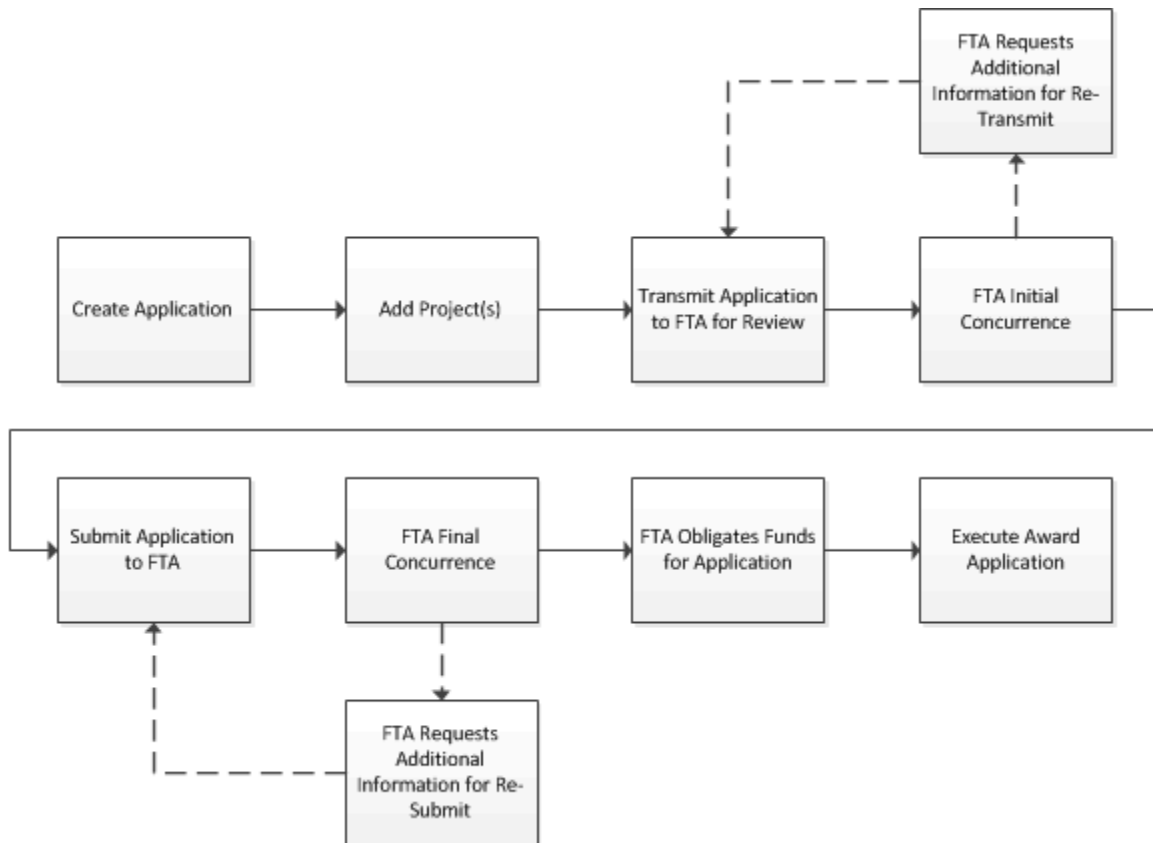 FTA Requests
Additional
Information for Re-
Transmit
Create Application
Add Project(s)
Transmit Application
to FTA for Review
FTA Initial
Concurrence
Submit Application
to FTA
FTA Final
Concurrence
FTA Obligates Funds
for Application
Execute Award
Application
FTA Requests
Additional
Information for Re-
Submit